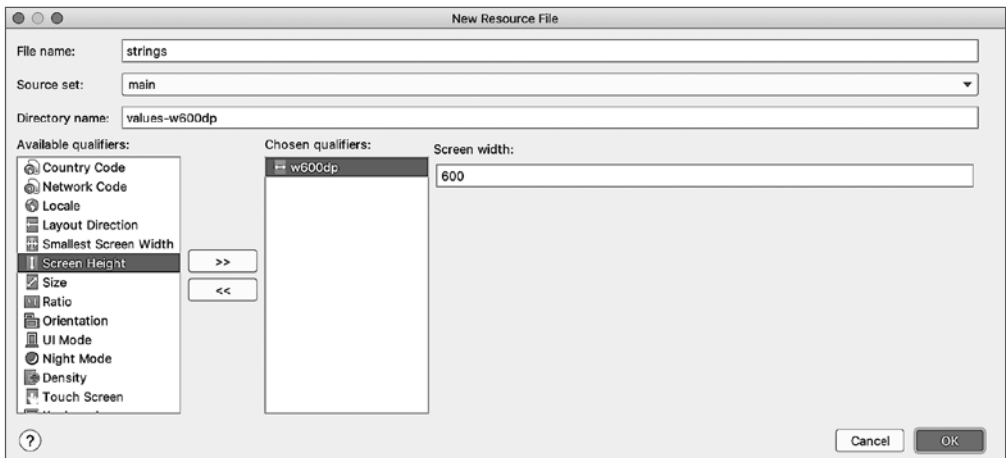 New Resource File
File name: strings
Source set: main
Directory name: values-w600dp
Available qualifiers:
Chosen qualifiers:
Screen width:
Country Code
Network Code
Locale
Layout Direction
Smallest Screen Width
Screen Height
Size
Ratio
Orientation
UI Mode
Night Mode
Density
Touch Screen
>>
<<
w600dp
600
?
Cancel
OK